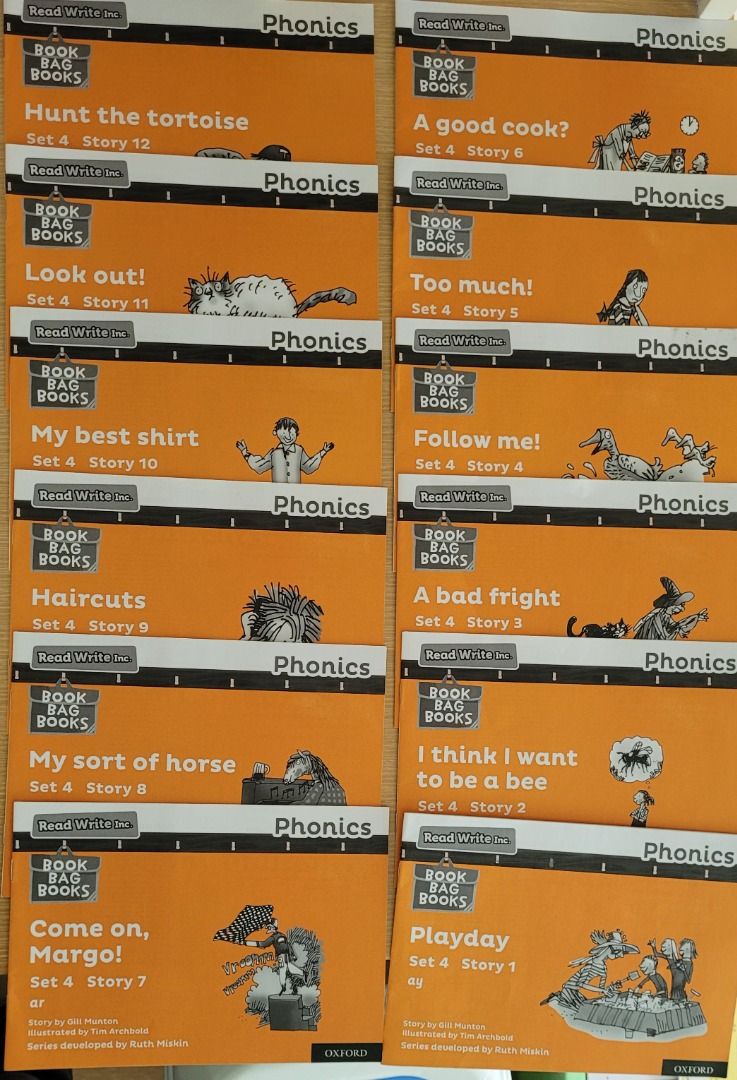 Read Write Inc.
Phonics
BOOK
BAG
BOOKS
Hunt the tortoise
Set 4 Story 12
Read Write Inc.
Phonics
BOOK
BAG
BOOKS
Look out!
Set 4 Story 11
Read Write Inc.
Phonics
BOOK
BAG
BOOKS
My best shirt
Set 4 Story 10
Read Write Inc.
Phonics
BOOK
BAG
BOOKS
Haircuts
Set 4 Story 9
Read Write Inc.
Phonics
BOOK
BAG
BOOKS
My sort of horse
Set 4 Story 8
Read Write Inc.
Phonics
BOOK
BAG
BOOKS
Come on,
Margo!
Set 4 Story 7
ar
Vroohm
Vroomm
Story by Gill Munton
Illustrated by Tim Archbold
Series developed by Ruth Miskin
OXFORD
Read Write Inc.
Phonics
BOOK
BAG
BOOKS
A good cook?
Set 4 Story 6
Read Write Inc.
Phonics
BOOK
BAG
BOOKS
Too much!
Set 4 Story 5
Read Write Inc.
Phonics
BOOK
BAG
BOOKS
Follow me!
Set 4 Story 4
Read Write Inc.
Phonics
BOOK
BAG
BOOKS
A bad fright
Set 4 Story 3
Read Write Inc.
Phonics
BOOK
BAG
BOOKS
I think I want
to be a bee
Set 4 Story 2
Read Write Inc.
Phonics
BOOK
BAG
BOOKS
Playday
Set 4 Story 1
ay
Story by Gill Munton
Illustrated by Tim Archbold
Series developed by Ruth Miskin
OXFORD